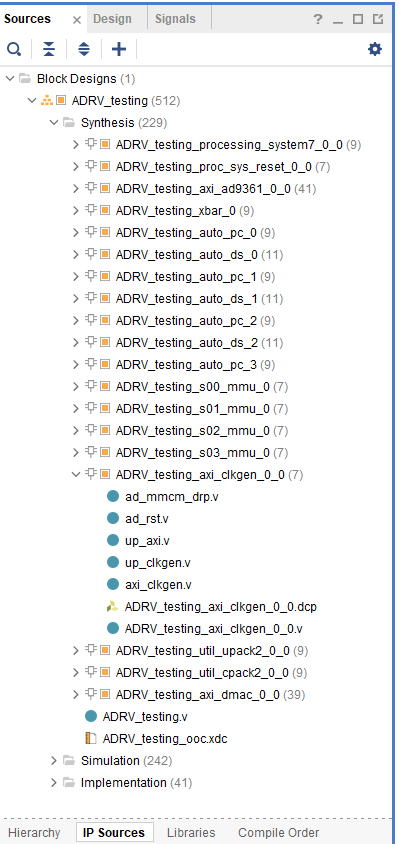 Sources × Design Signals ? _
Block Designs (1)
ADRV_testing (512)
Synthesis (229)
ADRV_testing_processing_system7_0_0 (9)
ADRV_testing_proc_sys_reset_0_0 (7)
ADRV_testing_axi_ad9361_0_0 (41)
ADRV_testing_xbar_0 (9)
ADRV_testing_auto_pc_0 (9)
ADRV_testing_auto_ds_0 (11)
ADRV_testing_auto_pc_1 (9)
ADRV_testing_auto_ds_1 (11)
ADRV_testing_auto_pc_2 (9)
ADRV_testing_auto_ds_2 (11)
ADRV_testing_auto_pc_3 (9)
ADRV_testing_s00_mmu_0 (7)
ADRV_testing_s01_mmu_0 (7)
ADRV_testing_s02_mmu_0 (7)
ADRV_testing_s03_mmu_0 (7)
ADRV_testing_axi_clkgen_0_0 (7)
ad_mmcm_drp.v
ad_rst.v
up_axi.v
up_clkgen.v
axi_clkgen.v
ADRV_testing_axi_clkgen_0_0.dcp
ADRV_testing_axi_clkgen_0_0.v
ADRV_testing_util_upack2_0_0 (9)
ADRV_testing_util_cpack2_0_0 (9)
ADRV_testing_axi_dmac_0_0 (39)
ADRV_testing.v
ADRV_testing_ooc.xdc
Simulation (242)
Implementation (41)
Hierarchy IP Sources Libraries Compile Order